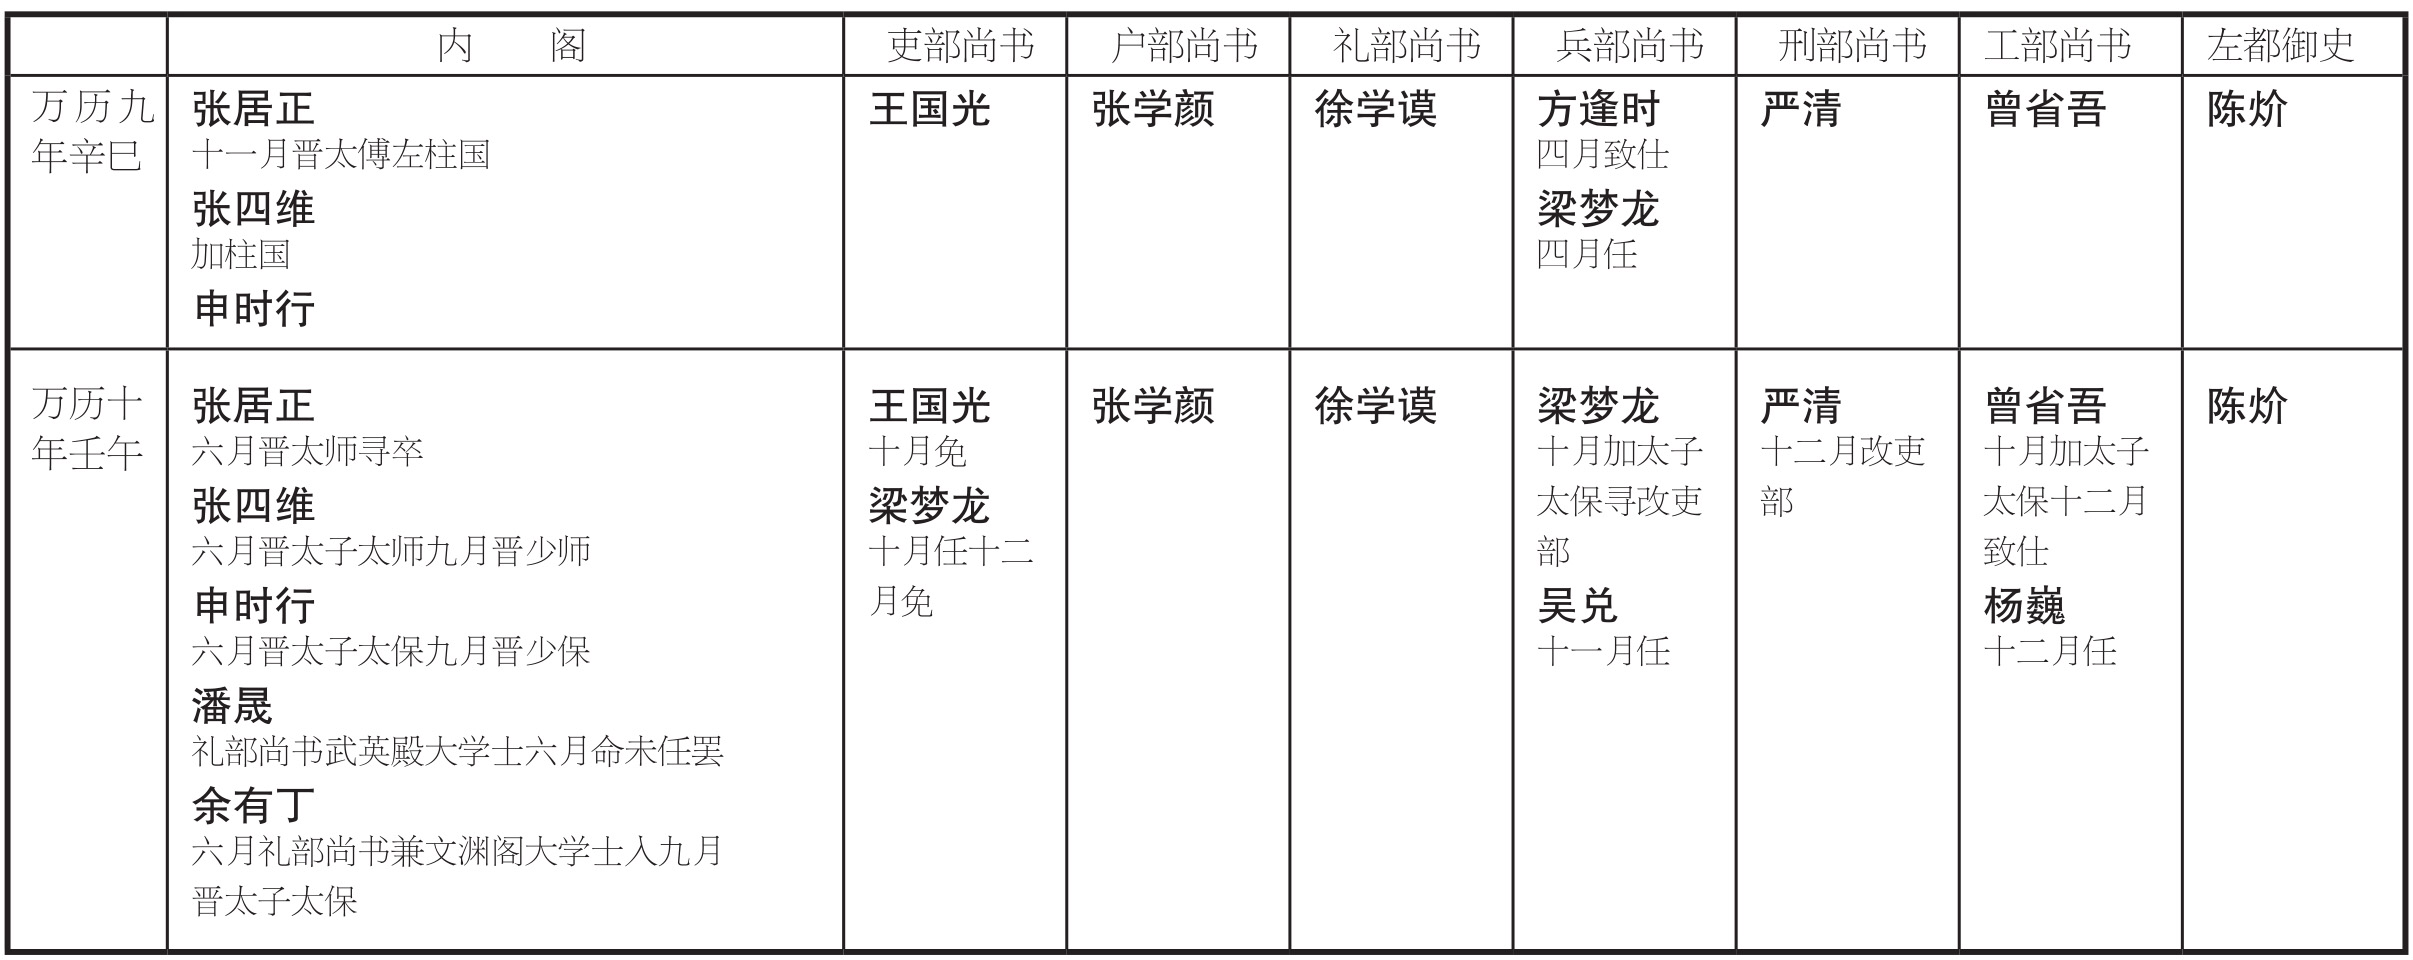 内 阁
吏部尚书
户部尚书
礼部尚书
兵部尚书
刑部尚书
工部尚书
左都御史
万历九
年辛巳
张居正
十一月晋太傅左柱国
张四维
加柱国
申时行
王国光
张学颜
徐学谟
方逢时
四月致仕
梁梦龙
四月任
严清
曾省吾
陈炌
万历十
年壬午
张居正
六月晋太师寻卒
张四维
六月晋太子太师九月晋少师
申时行
六月晋太子太保九月晋少保
潘晟
礼部尚书武英殿大学士六月命未任罢
余有丁
六月礼部尚书兼文渊阁大学士入九月
晋太子太保
王国光
十月免
梁梦龙
十月任十二
月免
张学颜
徐学谟
梁梦龙
十月加太子
太保寻改吏
部
吴兑
十一月任
严清
十二月改吏
部
曾省吾
十月加太子
太保十二月
致仕
杨巍
十二月任
陈炌